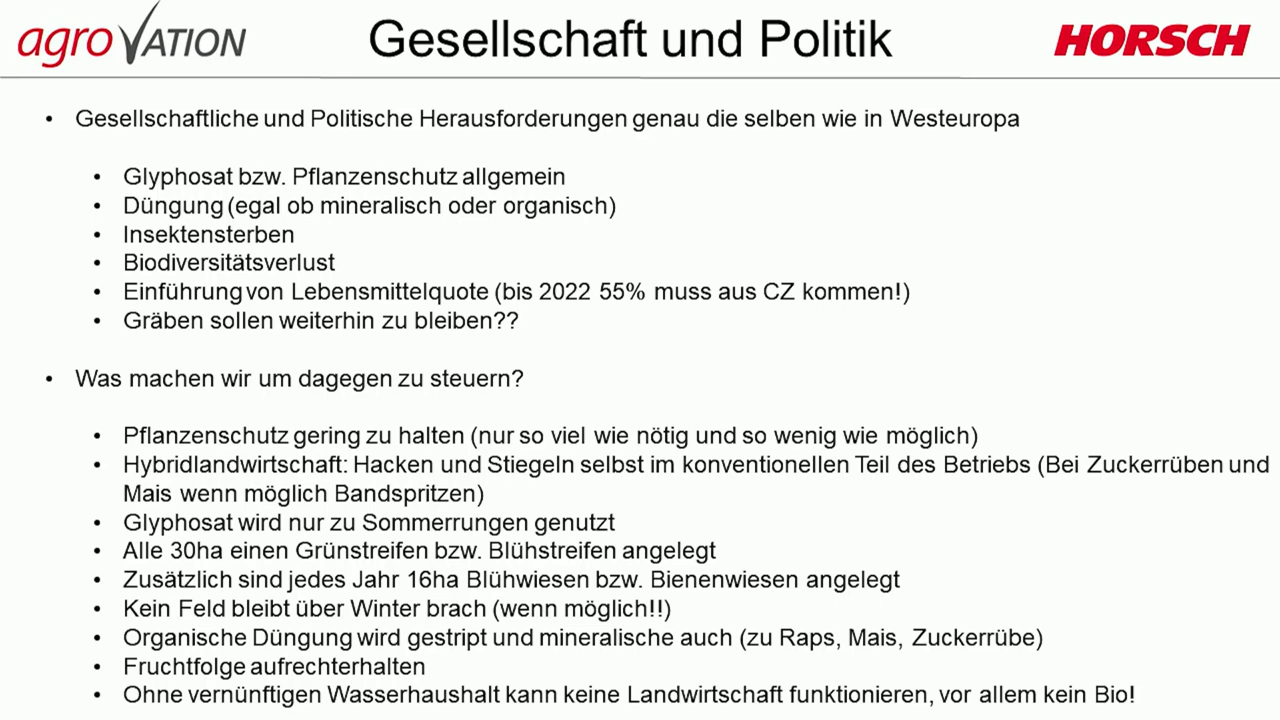 agroVATION
Gesellschaft und Politik
HORSCH
• Gesellschaftliche und Politische Herausforderungen genau die selben wie in Westeuropa
• Glyphosat bzw. Pflanzenschutz allgemein
• Düngung (egal ob mineralisch oder organisch)
• Insektensterben
• Biodiversitätsverlust
• Einführung von Lebensmittelquote (bis 2022 55% muss aus CZ kommen!)
• Gräben sollen weiterhin zu bleiben??
• Was machen wir um dagegen zu steuern?
• Pflanzenschutz gering zu halten (nur so viel wie nötig und so wenig wie möglich)
• Hybridlandwirtschaft: Hacken und Stiegeln selbst im konventionellen Teil des Betriebs (Bei Zuckerrüben und
Mais wenn möglich Bandspritzen)
• Glyphosat wird nur zu Sommerrungen genutzt
• Alle 30ha einen Grünstreifen bzw. Blühstreifen angelegt
• Zusätzlich sind jedes Jahr 16ha Blühwiesen bzw. Bienenwiesen angelegt
• Kein Feld bleibt über Winter brach (wenn möglich!!)
• Organische Düngung wird gestript und mineralische auch (zu Raps, Mais, Zuckerrübe)
• Fruchtfolge aufrechterhalten
• Ohne vernünftigen Wasserhaushalt kann keine Landwirtschaft funktionieren, vor allem kein Bio!